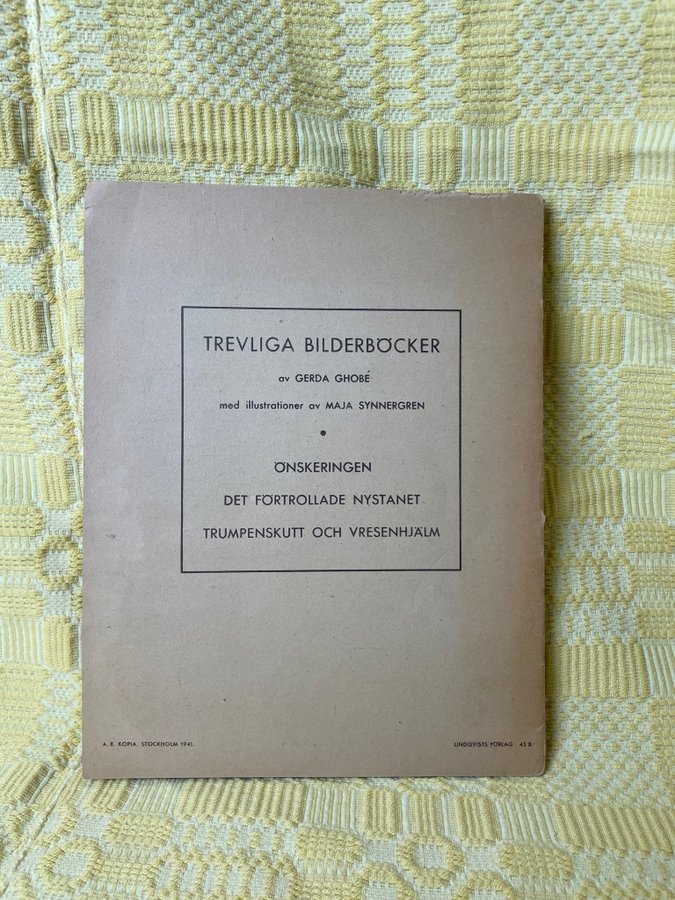 TREVLIGA BILDERBÖCKER
av GERDA GHOBÉ
med illustrationer av MAJA SYNNERGREN
•
ÖNSKERINGEN
DET FÖRTROLLADE NYSTANET
TRUMPENSKUTT OCH VRESENHJÄLM
A. B. KOPIA, STOCKHOLM 1941.
LINDQVISTS FÖRLAG 45 B.